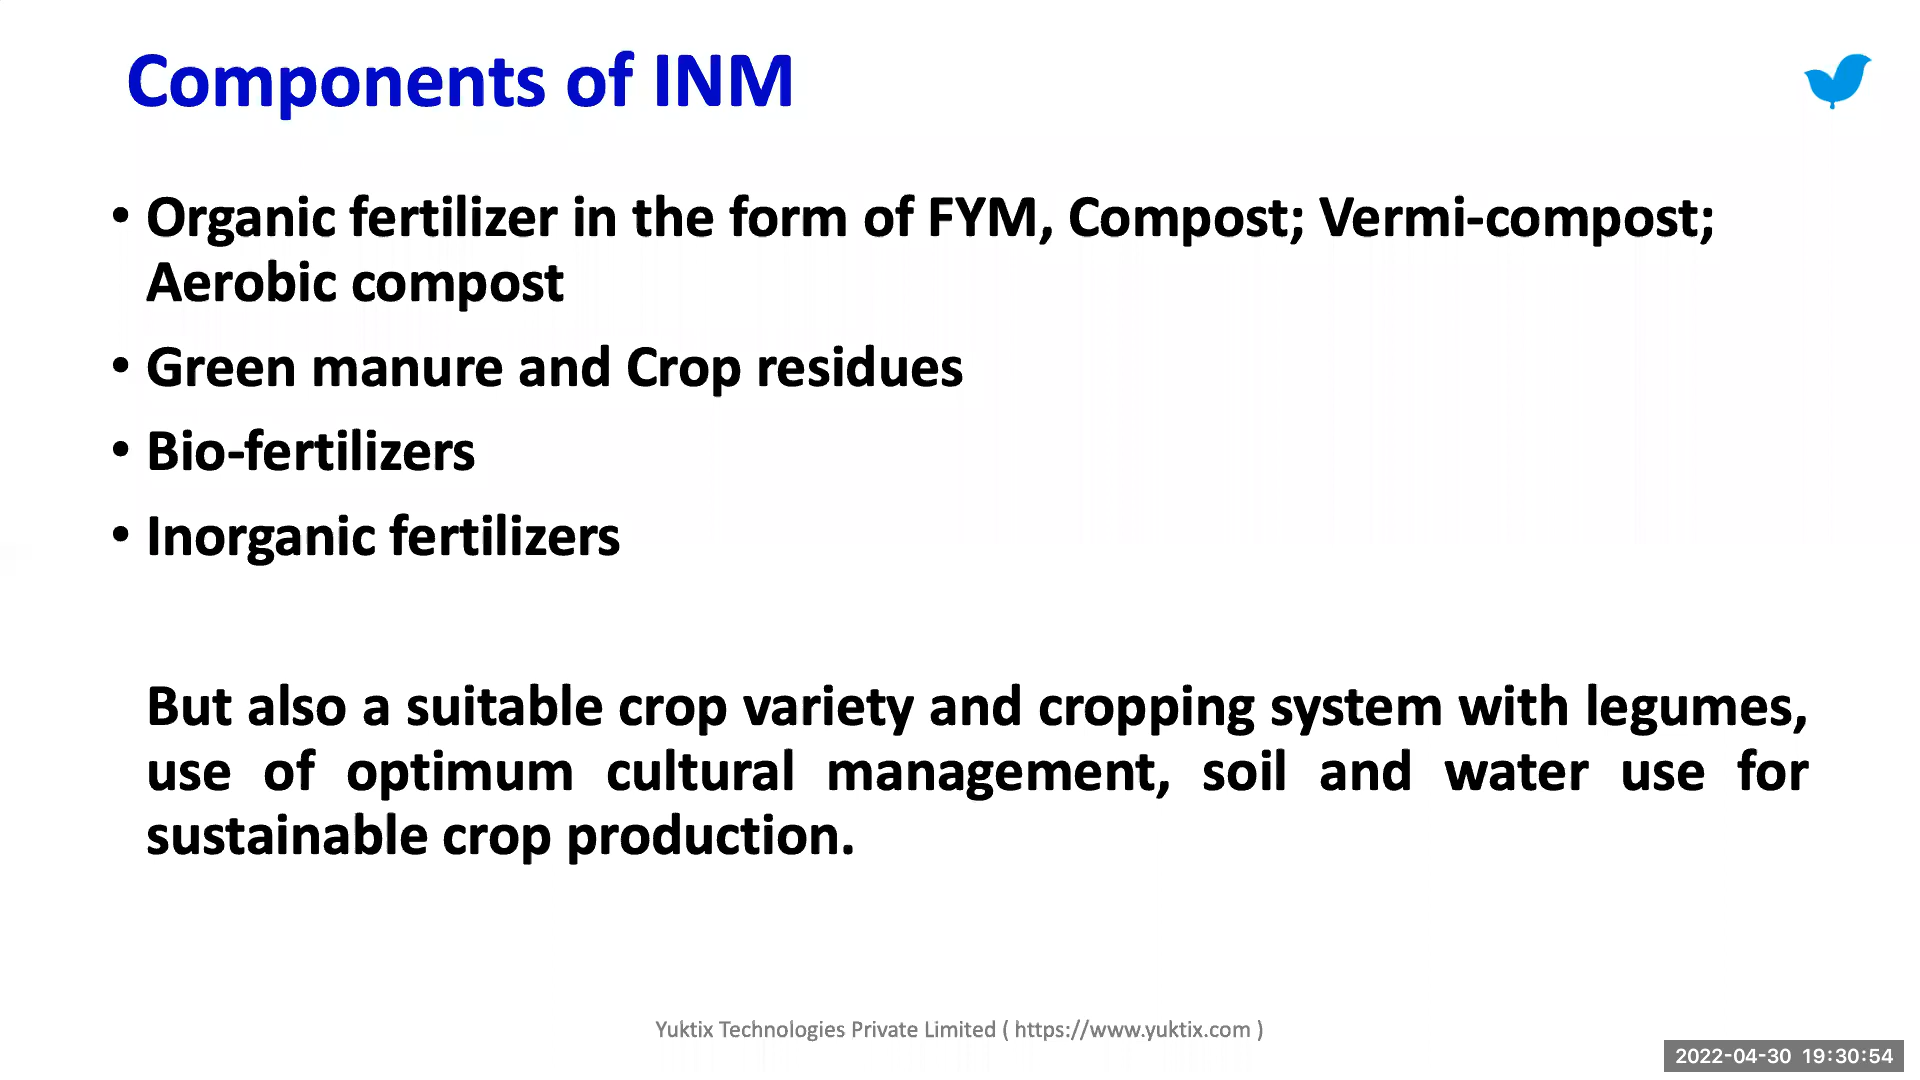 Components of INM
• Organic fertilizer in the form of FYM, Compost; Vermi-compost;
Aerobic compost
• Green manure and Crop residues
• Bio-fertilizers
• Inorganic fertilizers
But also a suitable crop variety and cropping system with legumes,
use of optimum cultural management, soil and water use for
sustainable crop production.
Yuktix Technologies Private Limited ( https://www.yuktix.com )
2022-04-30 19:30:54